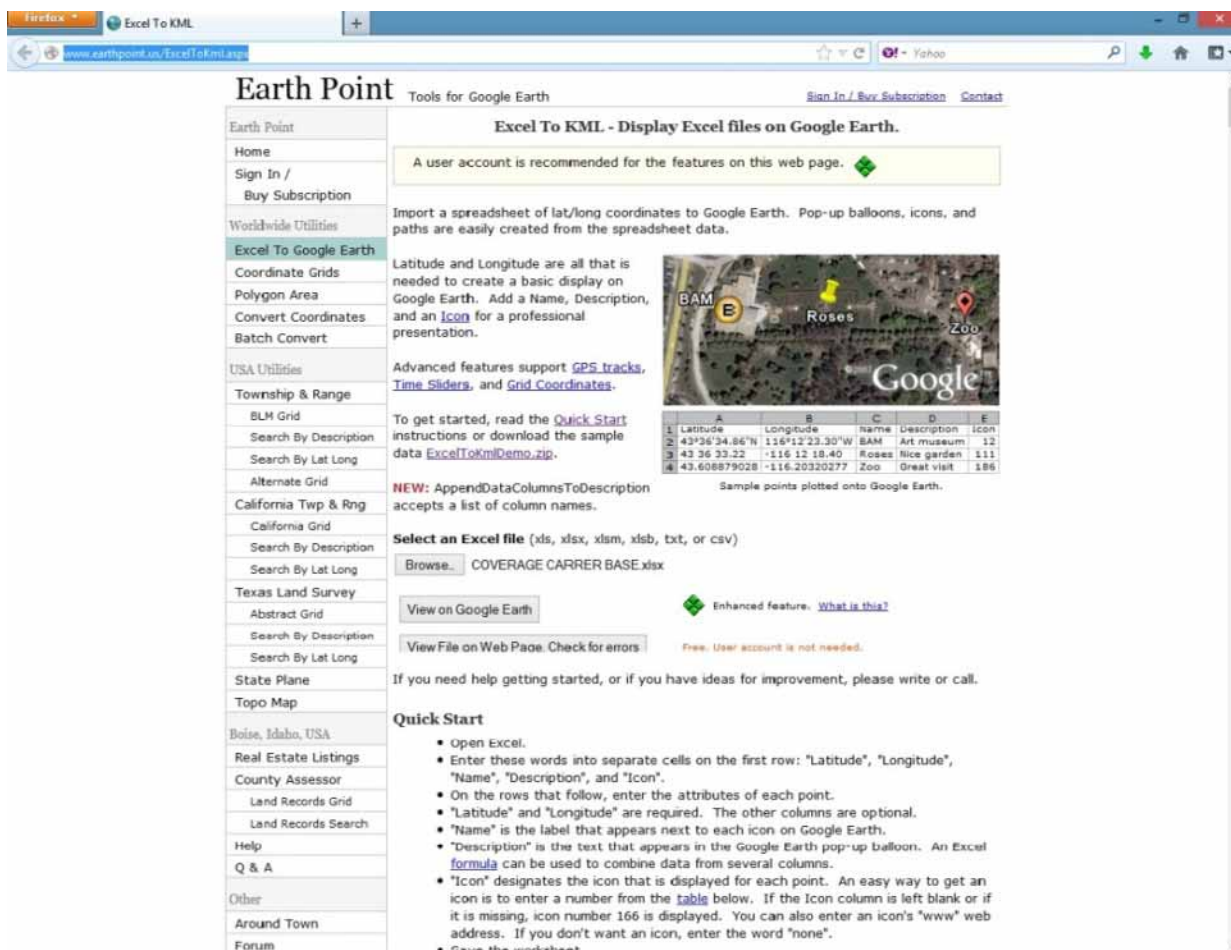 Firefox
Excel To KML
+
www.earthpoint.us/ExcelToKml.aspx
Yahoo
Earth Point Tools for Google Earth
Sign In / Buy Subscription Contact
Earth Point
Home
Sign In /
Buy Subscription
Worldwide Utilities
Excel To Google Earth
Coordinate Grids
Polygon Area
Convert Coordinates
Batch Convert
USA Utilities
Township & Range
BLM Grid
Search By Description
Search By Lat Long
Alternate Grid
California Twp & Rng
California Grid
Search By Description
Search By Lat Long
Texas Land Survey
Abstract Grid
Search By Description
Search By Lat Long
State Plane
Topo Map
Boise, Idaho, USA
Real Estate Listings
County Assessor
Land Records Grid
Land Records Search
Help
Q & A
Other
Around Town
Forum
Excel To KML - Display Excel files on Google Earth.
A user account is recommended for the features on this web page.
Import a spreadsheet of lat/long coordinates to Google Earth. Pop-up balloons, icons, and
paths are easily created from the spreadsheet data.
Latitude and Longitude are all that is
needed to create a basic display on
Google Earth. Add a Name, Description,
and an Icon for a professional
presentation.
Advanced features support GPS tracks,
Time Sliders, and Grid Coordinates.
To get started, read the Quick Start
instructions or download the sample
data ExcelToKmlDemo.zip.
NEW: AppendDataColumnsToDescription
accepts a list of column names.
BAM
B
Roses
Zoo
Google
A B C D E
1 Latitude Longitude Name Description Icon
2 43°36'34.86"N 116°12'23.30"W BAM Art museum 12
3 43 36 33.22 -116 12 18.40 Roses Nice garden 111
4 43.608879028 -116.20320277 Zoo Great visit 186
Sample points plotted onto Google Earth.
Select an Excel file (xls, xlsx, xlsm, xlsb, txt, or csv)
Browse.. COVERAGE CARRER BASE.xlsx
View on Google Earth
Enhanced feature. What is this?
View File on Web Page. Check for errors
Free. User account is not needed.
If you need help getting started, or if you have ideas for improvement, please write or call.
Quick Start
• Open Excel.
• Enter these words into separate cells on the first row: "Latitude", "Longitude",
"Name", "Description", and "Icon".
• On the rows that follow, enter the attributes of each point.
• "Latitude" and "Longitude" are required. The other columns are optional.
• "Name" is the label that appears next to each icon on Google Earth.
• "Description" is the text that appears in the Google Earth pop-up balloon. An Excel
formula can be used to combine data from several columns.
• "Icon" designates the icon that is displayed for each point. An easy way to get an
icon is to enter a number from the table below. If the Icon column is left blank or if
it is missing, icon number 166 is displayed. You can also enter an icon's "www" web
address. If you don't want an icon, enter the word "none".
• Save the worksheet.